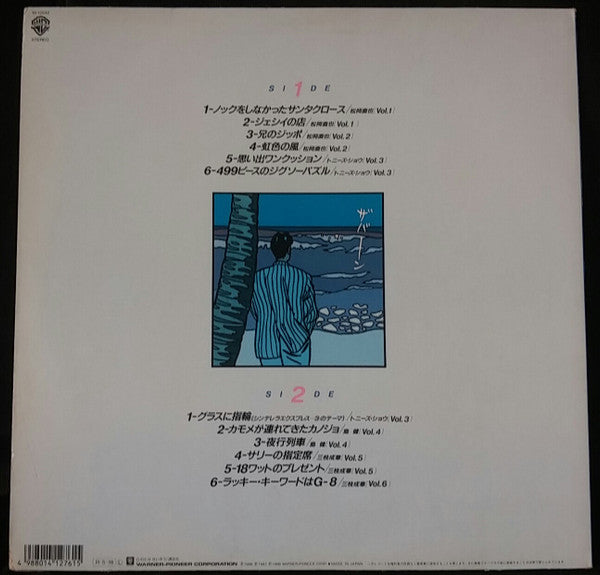 STEREO
SIDE 1
1-ノックをしなかったサンタクロース/松岡直也(Vol.1)
2-ジェシイの店/松岡直也(Vol.1)
3-兄のジッポ/松岡直也(Vol.2)
4-虹色の風/松岡直也(Vol.2)
5-思い出ワンクッション/トニーズ・ショウ(Vol.3)
6-499ピースのジグソーパズル/トニーズ・ショウ(Vol.3)
ザ・バーン
SIDE 2
1-グラスに指輪(シンデレラエクスプレス 3のテーマ)/トニーズ・ショウ(Vol.3)
2-カモメが連れてきたカノジョ/島 健(Vol.4)
3-夜行列車/島 健(Vol.4)
4-サリーの指定席/三枝成章(Vol.5)
5-18ワットのプレゼント/三枝成章(Vol.5)
6-ラッキー・キーワードはG-8/三枝成章(Vol.6)
4 988014 127615
WARNER-PIONEER CORPORATION